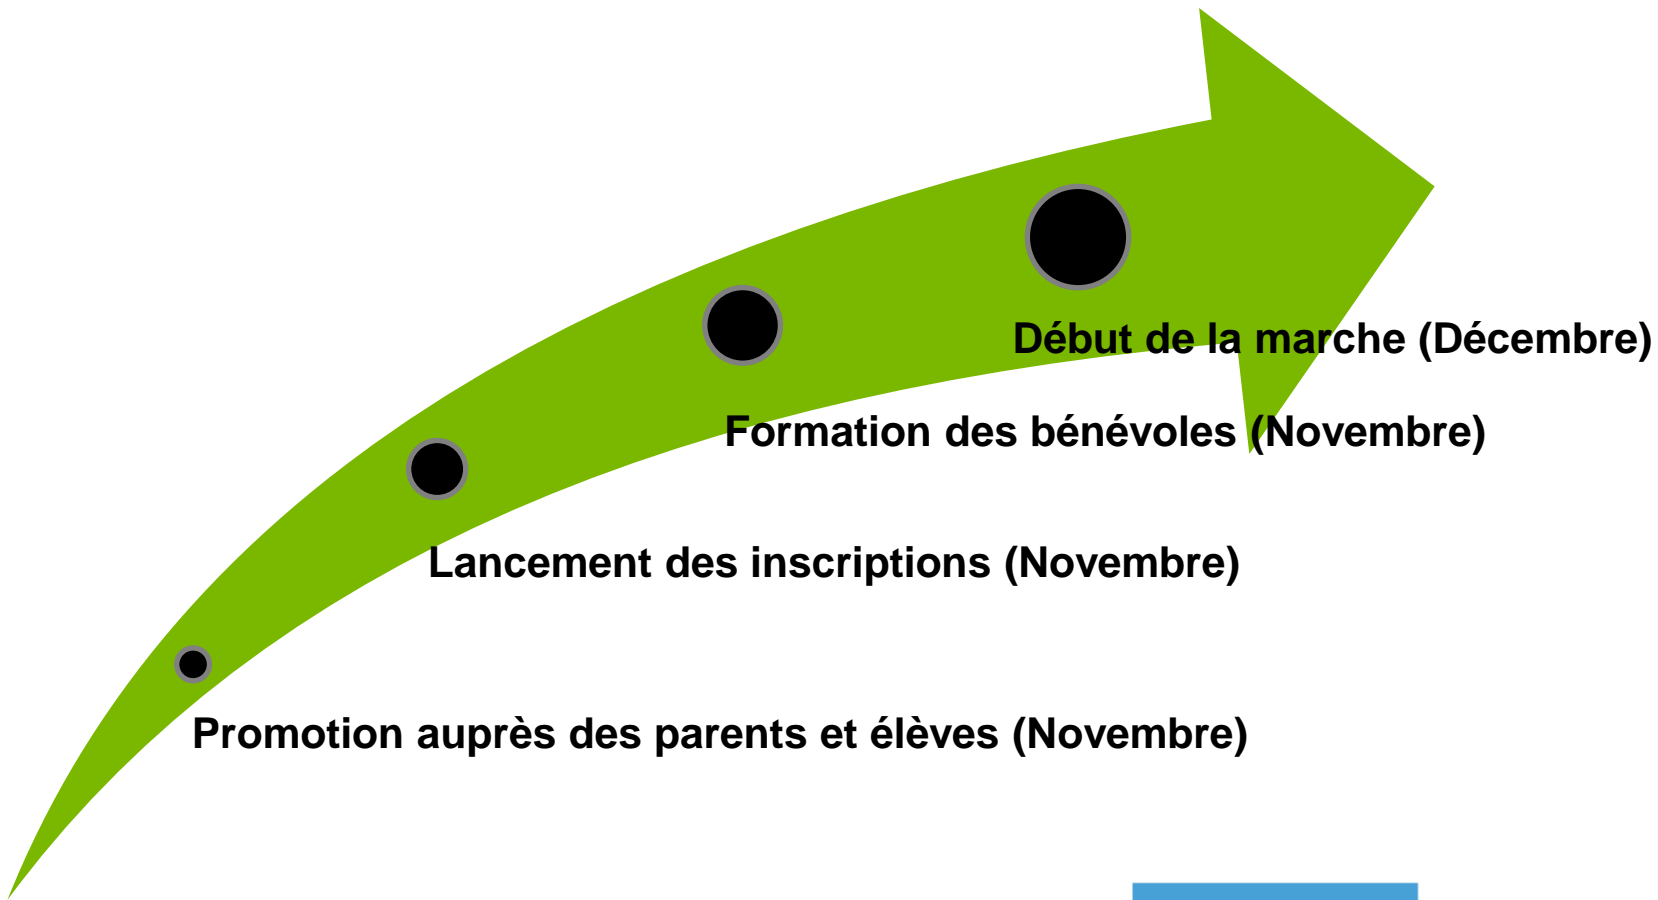 Début de la marche (Décembre)
Formation des bénévoles (Novembre)
Lancement des inscriptions (Novembre)
Promotion auprès des parents et élèves (Novembre)